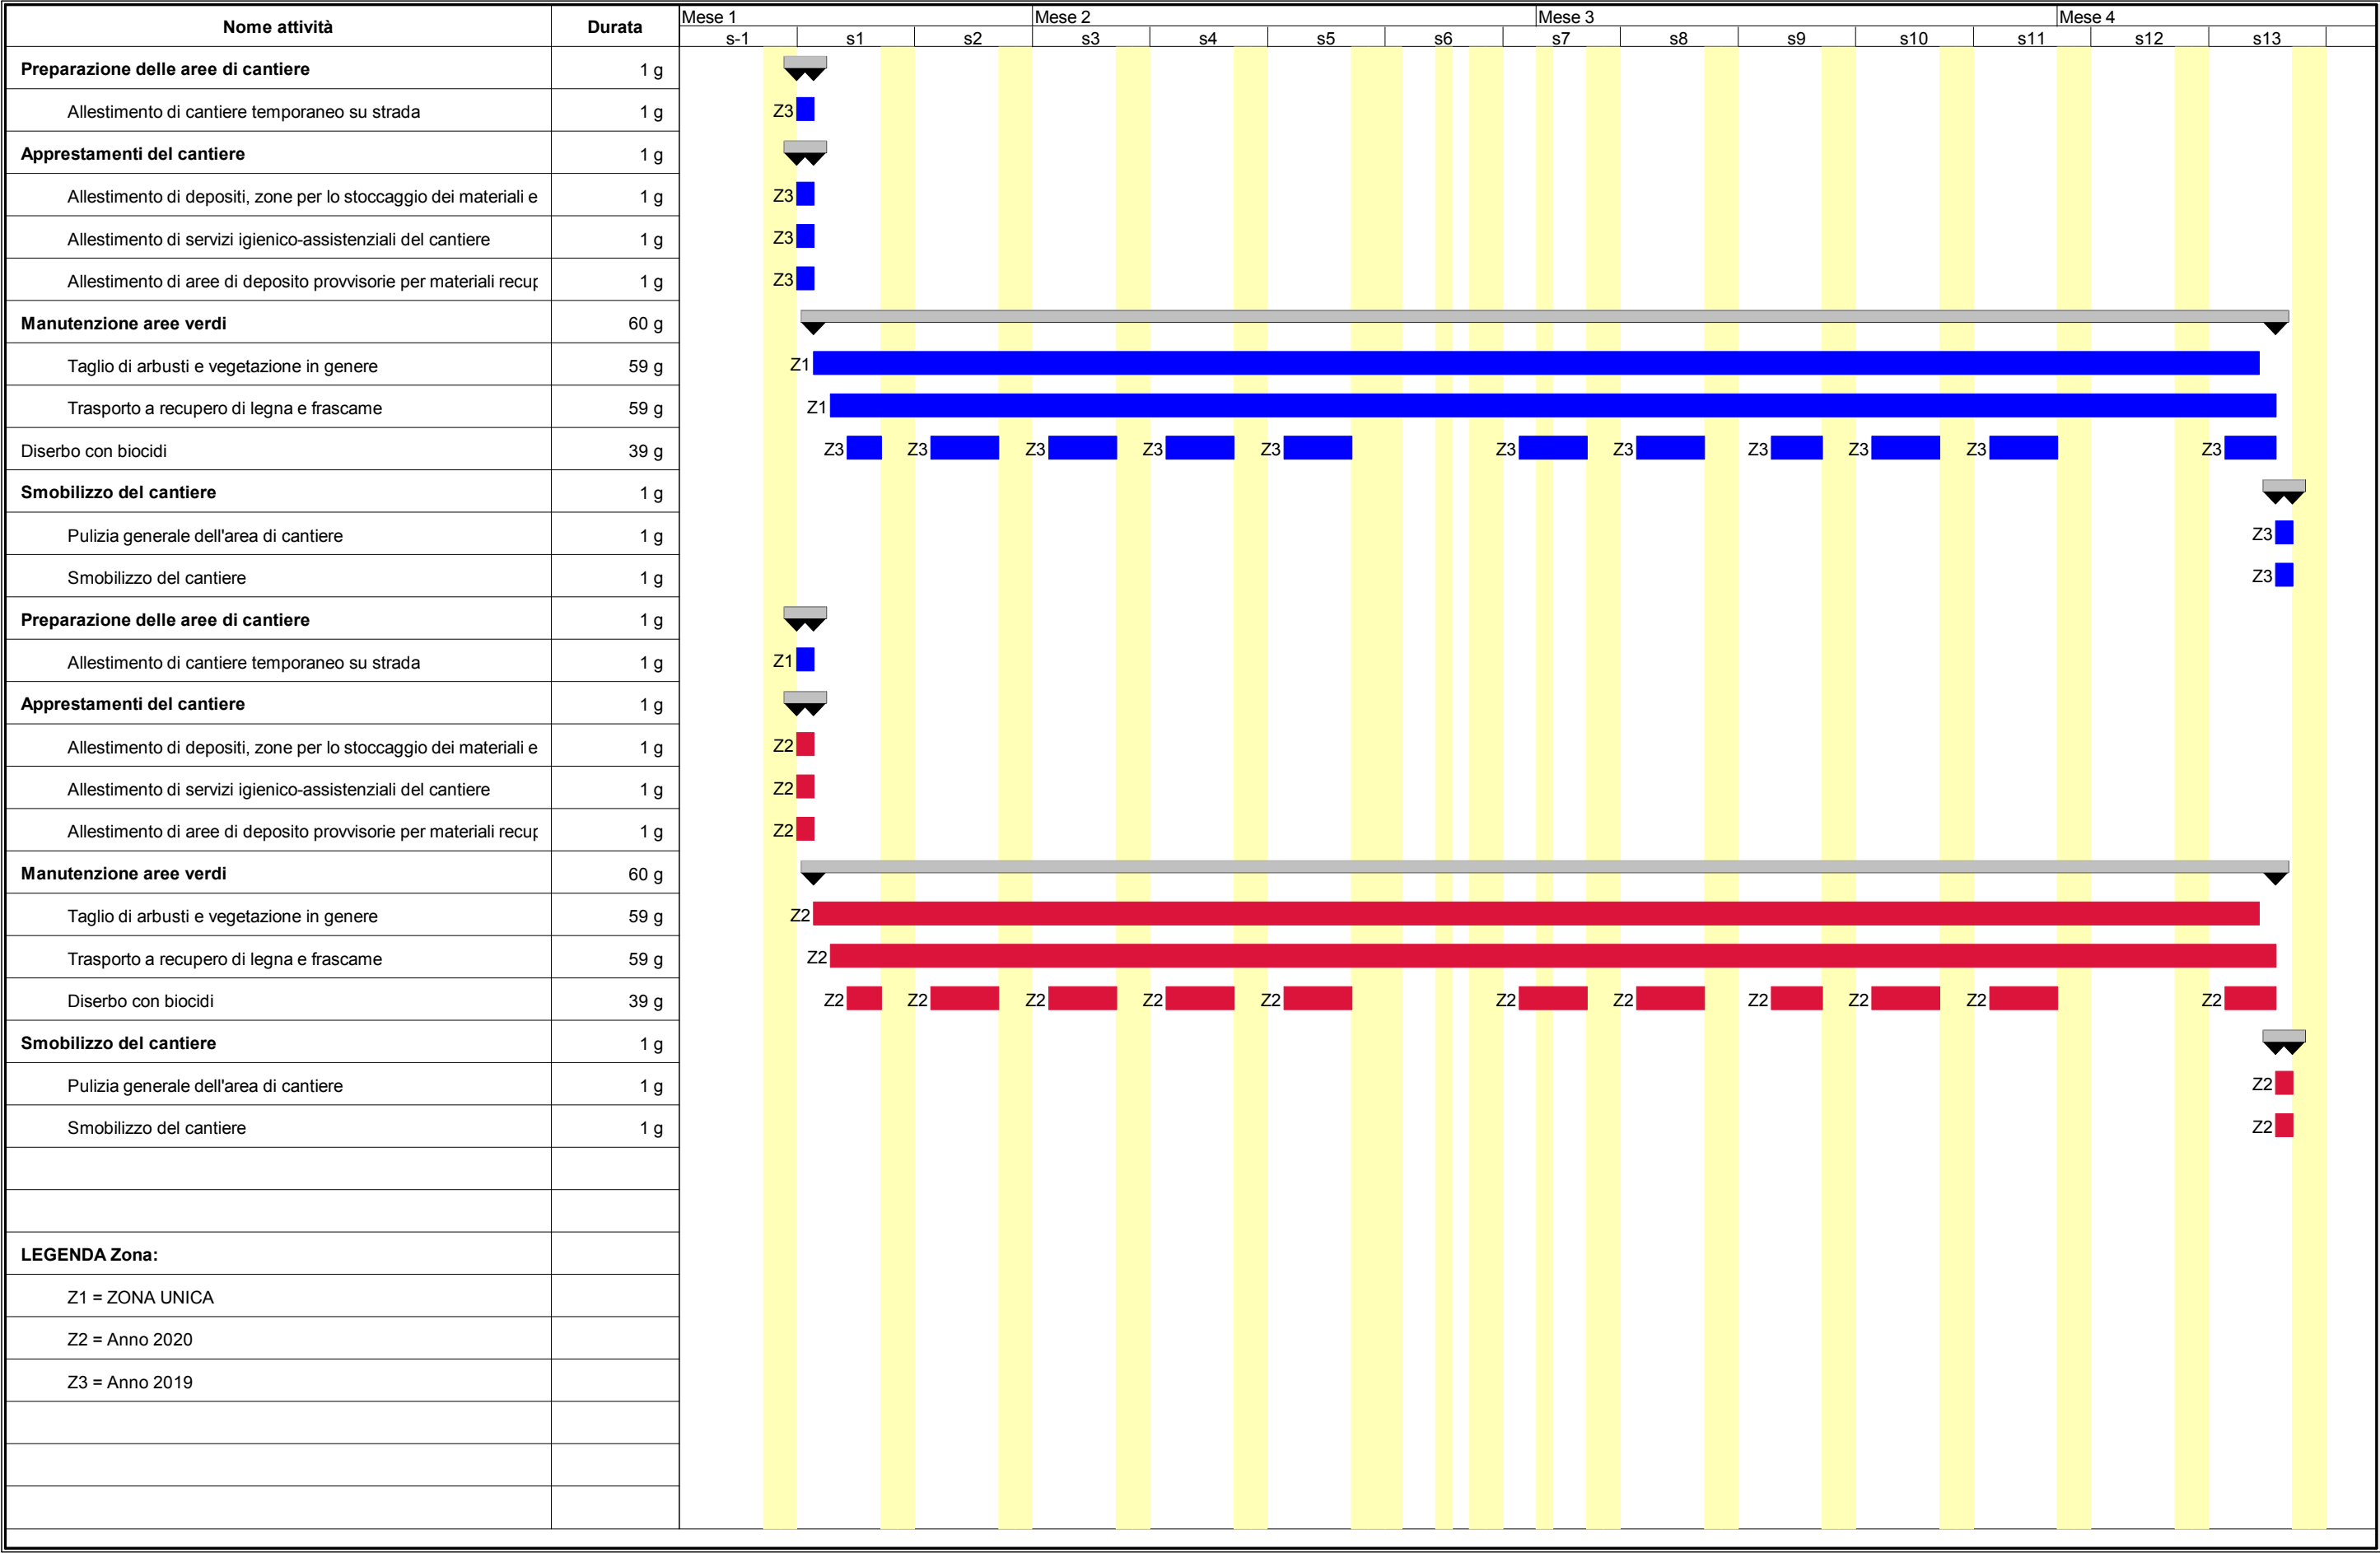 Nome attività Durata Mese 1 Mese 2 Mese 3 Mese 4
s-1 s1 s2 s3 s4 s5 s6 s7 s8 s9 s10 s11 s12 s13
Preparazione delle aree di cantiere 1 g
Allestimento di cantiere temporaneo su strada 1 g Z3
Apprestamenti del cantiere 1 g
Allestimento di depositi, zone per lo stoccaggio dei materiali e 1 g Z3
Allestimento di servizi igienico-assistenziali del cantiere 1 g Z3
Allestimento di aree di deposito provvisorie per materiali 1 g Z3
Manutenzione aree verdi 60 g
Taglio di arbusti e vegetazione in genere 59 g Z1
Trasporto a recupero di legna e frascame 59 g Z1
Diserbo con biocidi 39 g Z3 Z3 Z3 Z3 Z3 Z3 Z3 Z3 Z3 Z3 Z3
Smobilizzo del cantiere 1 g
Pulizia generale dell'area di cantiere 1 g Z3
Smobilizzo del cantiere 1 g Z3
Preparazione delle aree di cantiere 1 g
Allestimento di cantiere temporaneo su strada 1 g Z1
Apprestamenti del cantiere 1 g
Allestimento di depositi, zone per lo stoccaggio dei materiali e 1 g Z2
Allestimento di servizi igienico-assistenziali del cantiere 1 g Z2
Allestimento di aree di deposito provvisorie per materiali 1 g Z2
Manutenzione aree verdi 60 g
Taglio di arbusti e vegetazione in genere 59 g Z2
Trasporto a recupero di legna e frascame 59 g Z2
Diserbo con biocidi 39 g Z2 Z2 Z2 Z2 Z2 Z2 Z2 Z2 Z2 Z2 Z2
Smobilizzo del cantiere 1 g
Pulizia generale dell'area di cantiere 1 g Z2
Smobilizzo del cantiere 1 g Z2
LEGENDA Zona:
Z1 = ZONA UNICA
Z2 = Anno 2020
Z3 = Anno 2019